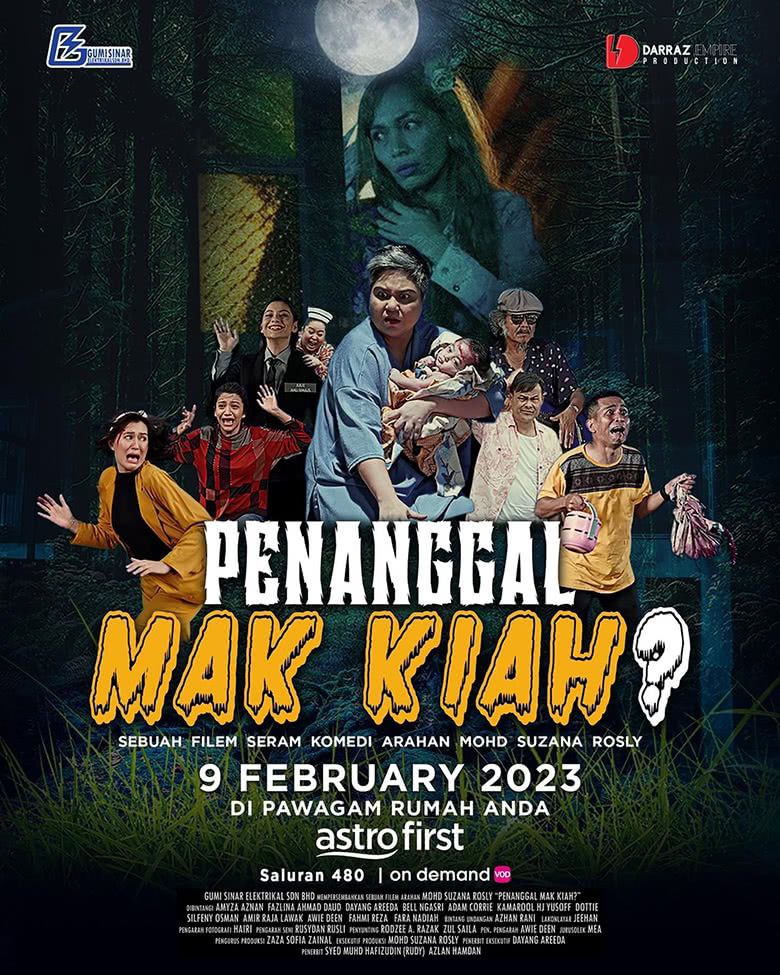 GUMISINAR
ELEKTRIKAL SDN. BHD
DARRAZ EMPIRE
PRODUCTION
PENANGGAL
MAK KIAH?
SEBUAH FILEM SERAM KOMEDI ARAHAN MOHD SUZANA ROSLY
9 FEBRUARY 2023
DI PAWAGAM RUMAH ANDA
astro first
Saluran 480 | on demand VOD
GUMI SINAR ELEKTRIKAL SDN BHD MEMPERSEMBAHKAN SEBUAH FILEM ARAHAN MOHD SUZANA ROSLY "PENANGGAL MAK KIAH?"
DIBINTANGI AMYZA AZNAN FAZLINA AHMAD DAUD DAYANG AREEDA BELL NGASRI ADAM CORRIE KAMAROOL HJ YUSOFF DOTTIE
SILFENY OSMAN AMIR RAJA LAWAK AWIE DEEN FAHMI REZA FARA NADIAH BINTANG UNDANGAN AZHAN RANI LAKONLAYAR JEEHAN
PENGARAH FOTOGRAFI HAIRI PENGARAH SENI RUSYDAN RUSLI PENYUNTING RODZEE A. RAZAK ZUL SAILA PEN. PENGARAH AWIE DEEN JURUSOLEK MEA
PENGURUS PRODUKSI ZAZA SOFIA ZAINAL EKSEKUTIF PRODUKSI MOHD SUZANA ROSLY PENERBIT EKSEKUTIF DAYANG AREEDA
PENERBIT SYED MUHD HAFIZUDIN (RUDY) AZLAN HAMDAN